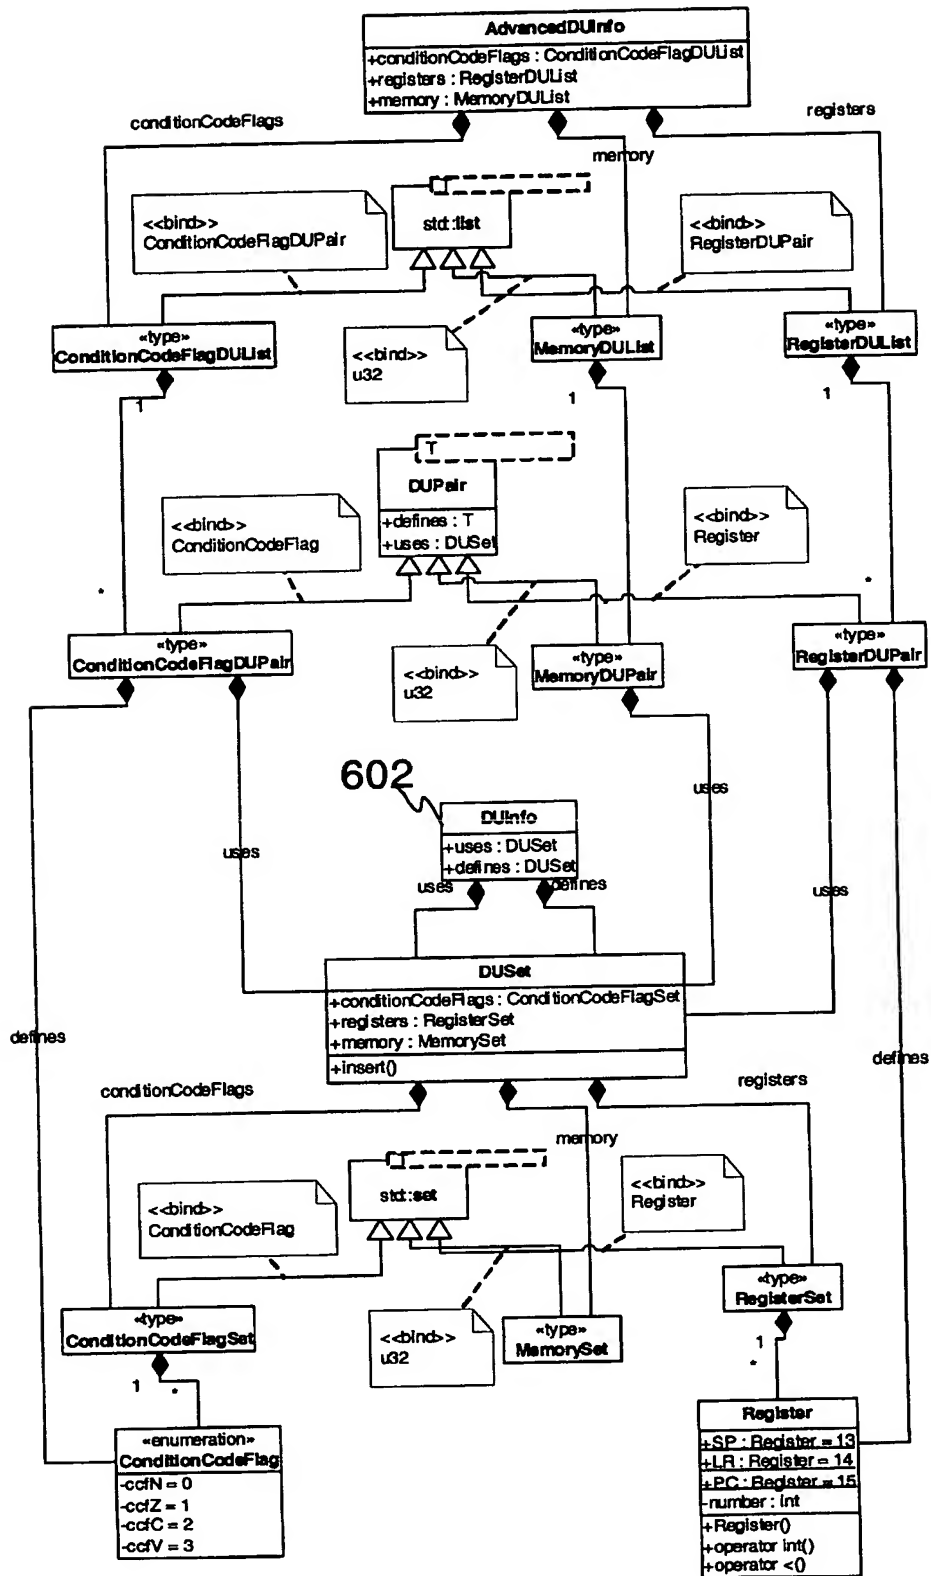 AdvancedDUInfo
+conditionCodeFlags : ConditionCodeFlagDUList
+registers : RegisterDUList
+memory : MemoryDUList
conditionCodeFlags
registers
memory
<<bind>>
ConditionCodeFlagDUPair
std::list
<<bind>>
RegisterDUPair
«type»
ConditionCodeFlagDUList
<<bind>>
u32
«type»
MemoryDUList
«type»
RegisterDUList
1
1
1
T
DUPair
+defines : T
+uses : DUSet
<<bind>>
ConditionCodeFlag
<<bind>>
Register
*
*
«type»
ConditionCodeFlagDUPair
<<bind>>
u32
«type»
MemoryDUPair
«type»
RegisterDUPair
602
DUInfo
+uses : DUSet
+defines : DUSet
uses
uses
uses
defines
uses
DUSet
+conditionCodeFlags : ConditionCodeFlagSet
+registers : RegisterSet
+memory : MemorySet
+insert()
defines
defines
conditionCodeFlags
registers
memory
std::set
<<bind>>
ConditionCodeFlag
<<bind>>
Register
«type»
ConditionCodeFlagSet
<<bind>>
u32
«type»
MemorySet
«type»
RegisterSet
1
*
1
*
«enumeration»
ConditionCodeFlag
-ccfN = 0
-ccfZ = 1
-ccfC = 2
-ccfV = 3
Register
+SP : Register = 13
+LR : Register = 14
+PC : Register = 15
-number : int
+Register()
+operator int()
+operator <()